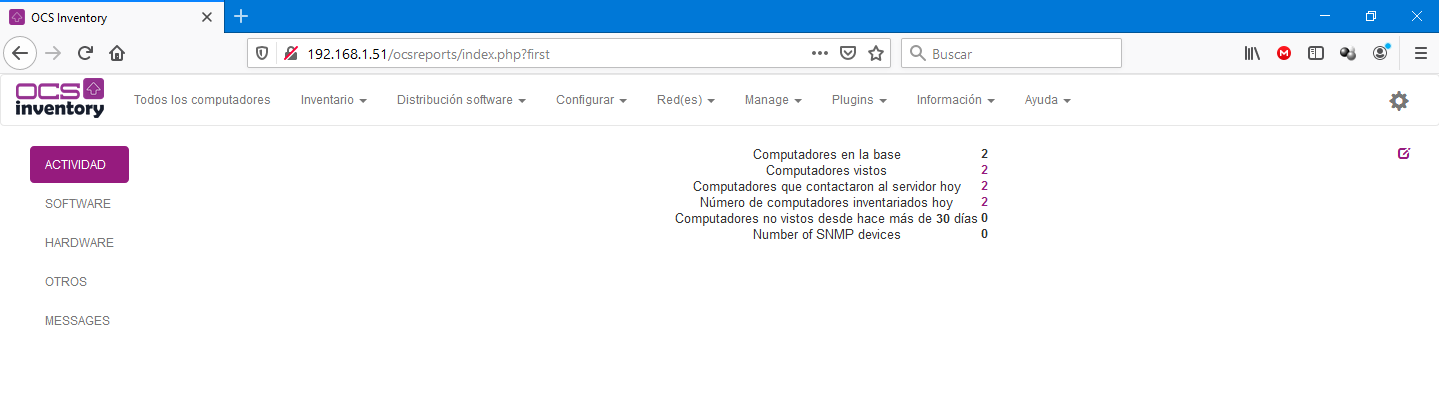 OCS Inventory
192.168.1.51/ocsreports/index.php?first
Buscar
OCS inventory
Todos los computadores Inventario Distribución software Configurar Red(es) Manage Plugins Información Ayuda
ACTIVIDAD
SOFTWARE
HARDWARE
OTROS
MESSAGES
Computadores en la base 2
Computadores vistos 2
Computadores que contactaron al servidor hoy 2
Número de computadores inventariados hoy 2
Computadores no vistos desde hace más de 30 días 0
Number of SNMP devices 0